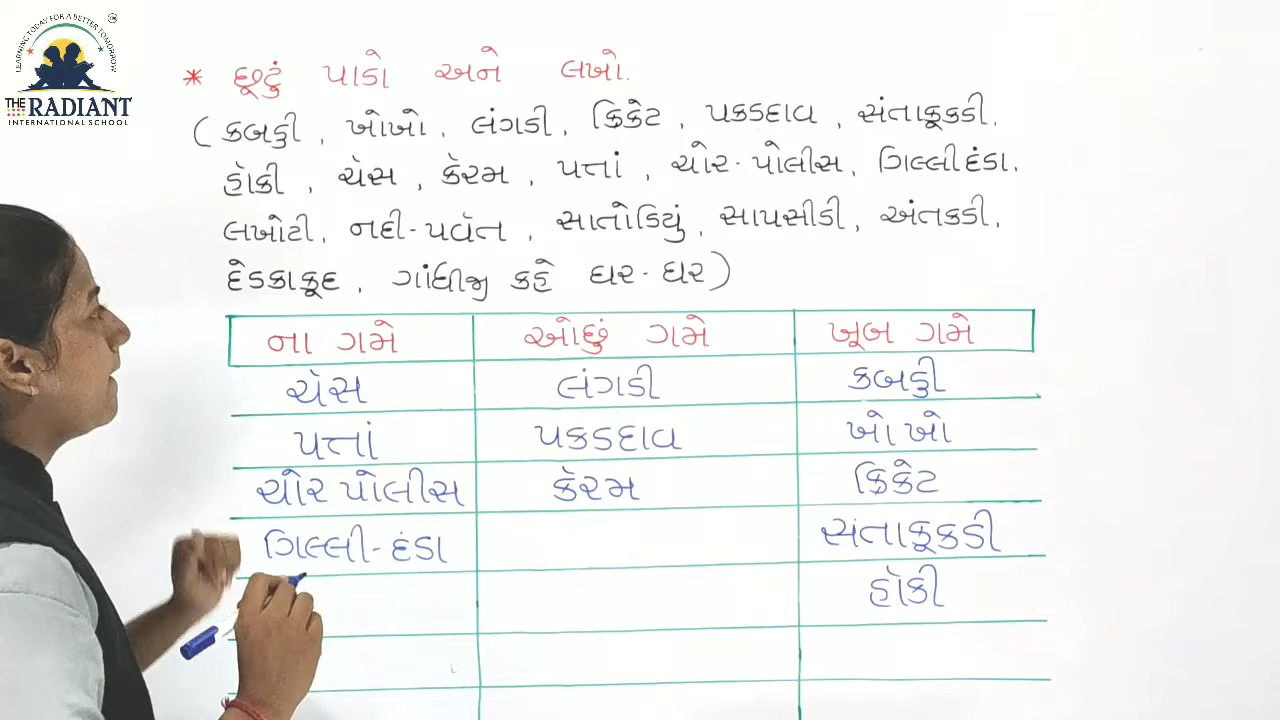 LEARNING TODAY FOR A BETTER TOMORROW
THE RADIANT
INTERNATIONAL SCHOOL
* છૂટું પાડો અને લખો.
(કબડ્ડી, ખોખો, લંગડી, ક્રિકેટ, પકડદાવ, સંતાકૂકડી.
હૉકી, ચૅસ, કૅરમ, પત્તાં, ચોર-પોલીસ, ગિલ્લીદંડા.
લખોટી. નદી-પર્વત, સાતોડિયું, સાપસીડી, અંતકડી.
દેડકાકૂદ, ગાંધીજી કહે ઘર-ઘર)
ના ગમે ઓછું ગમે ખૂબ ગમે
ચૅસ લંગડી કબડ્ડી
પત્તાં પકડદાવ ખોખો
ચોર પોલીસ કૅરમ ક્રિકેટ
ગિલ્લી-દંડા સંતાકૂકડી
હૉકી